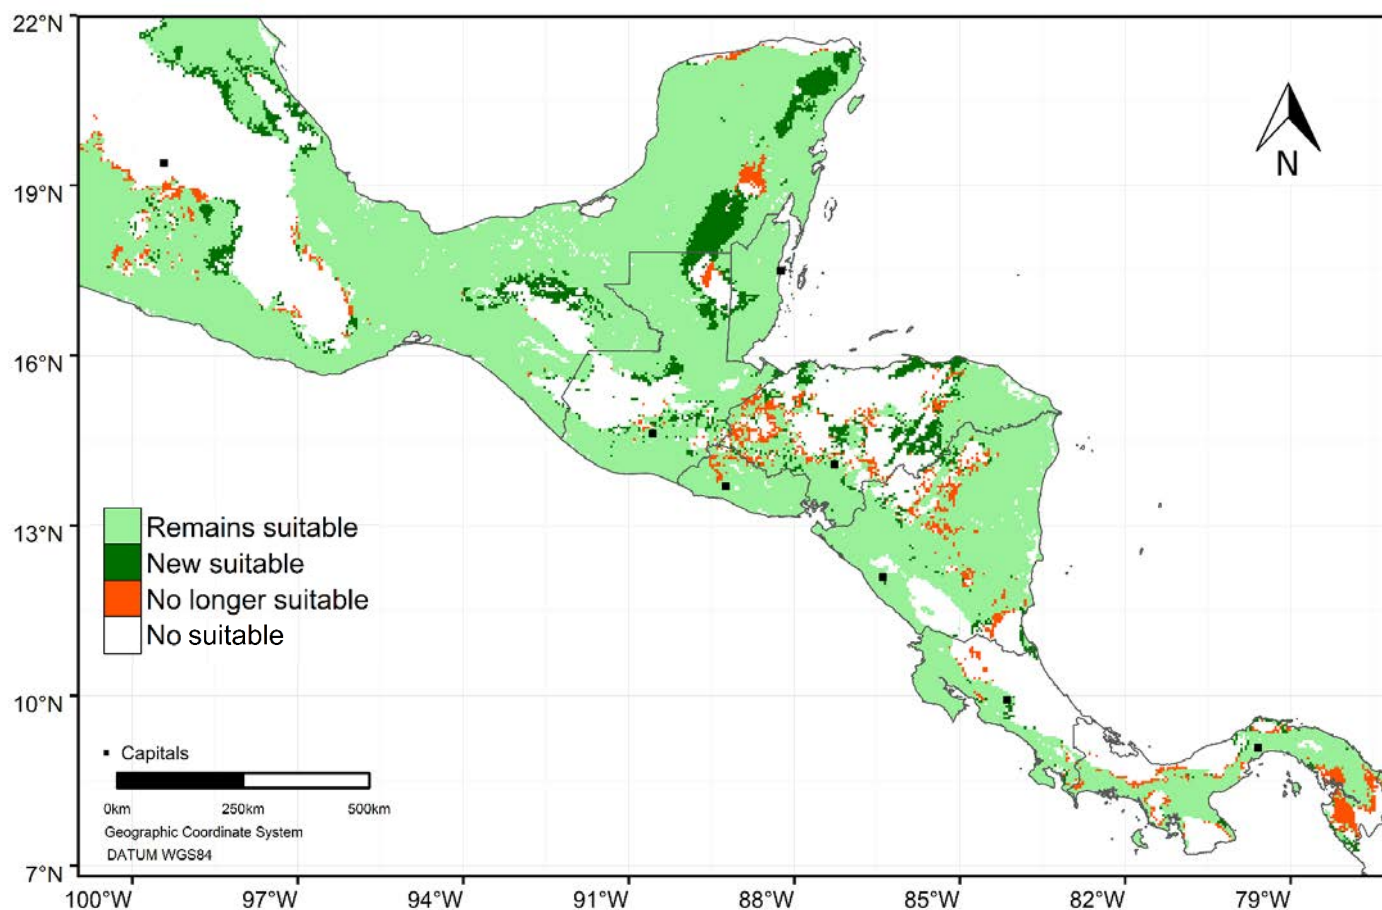 22°N
19°N
16°N
13°N
10°N
7°N
N
Remains suitable
New suitable
No longer suitable
No suitable
Capitals
0km 250km 500km
Geographic Coordinate System
DATUM WGS84
100°W 97°W 94°W 91°W 88°W 85°W 82°W 79°W